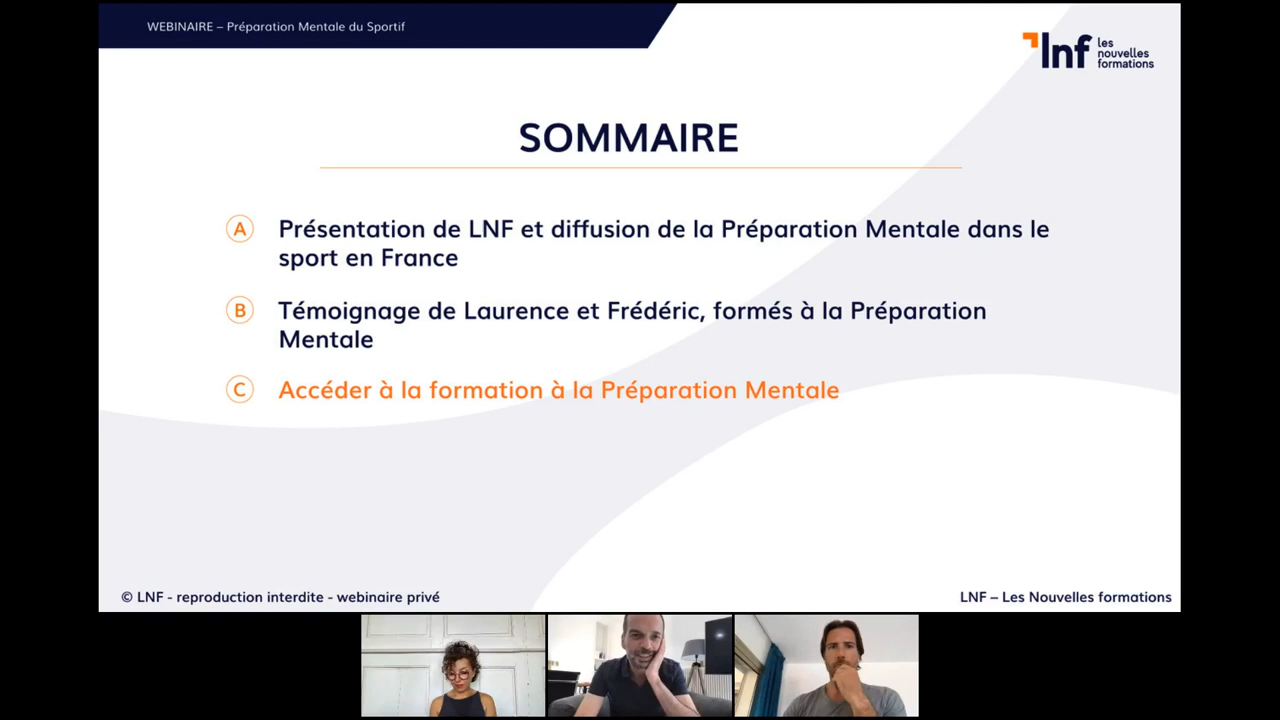 WEBINAIRE – Préparation Mentale du Sportif
lnf
les
nouvelles
formations
SOMMAIRE
A
Présentation de LNF et diffusion de la Préparation Mentale dans le
sport en France
B
Témoignage de Laurence et Frédéric, formés à la Préparation
Mentale
C
Accéder à la formation à la Préparation Mentale
© LNF - reproduction interdite - webinaire privé
LNF – Les Nouvelles formations